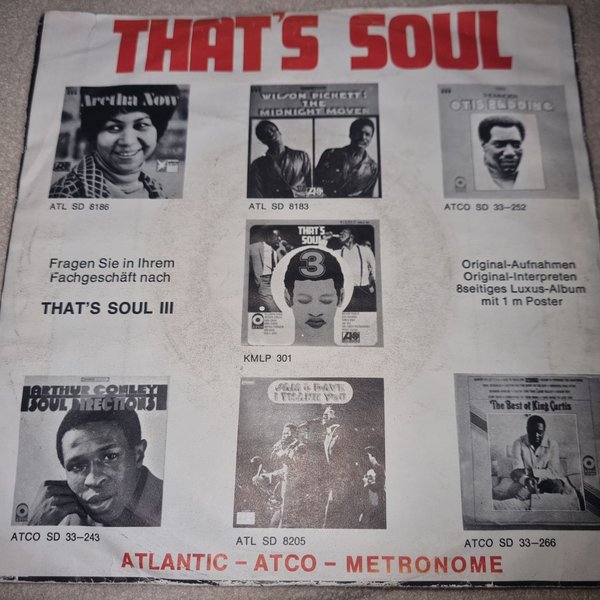 THAT'S SOUL
Aretha Now
ATL SD 8186
WILSON PICKETT:
THE
MIDNIGHT MOVER
ATL SD 8183
OTIS REDDING
ATCO SD 33-252
Fragen Sie in Ihrem
Fachgeschäft nach
THAT'S SOUL III
THAT'S
SOUL
3
KMLP 301
Original-Aufnahmen
Original-Interpreten
8seitiges Luxus-Album
mit 1 m Poster
ARTHUR CONLEY
SOUL DIRECTIONS
ATCO SD 33-243
SAM & DAVE
I THANK YOU
ATL SD 8205
The Best of King Curtis
ATCO SD 33-266
ATLANTIC - ATCO - METRONOME